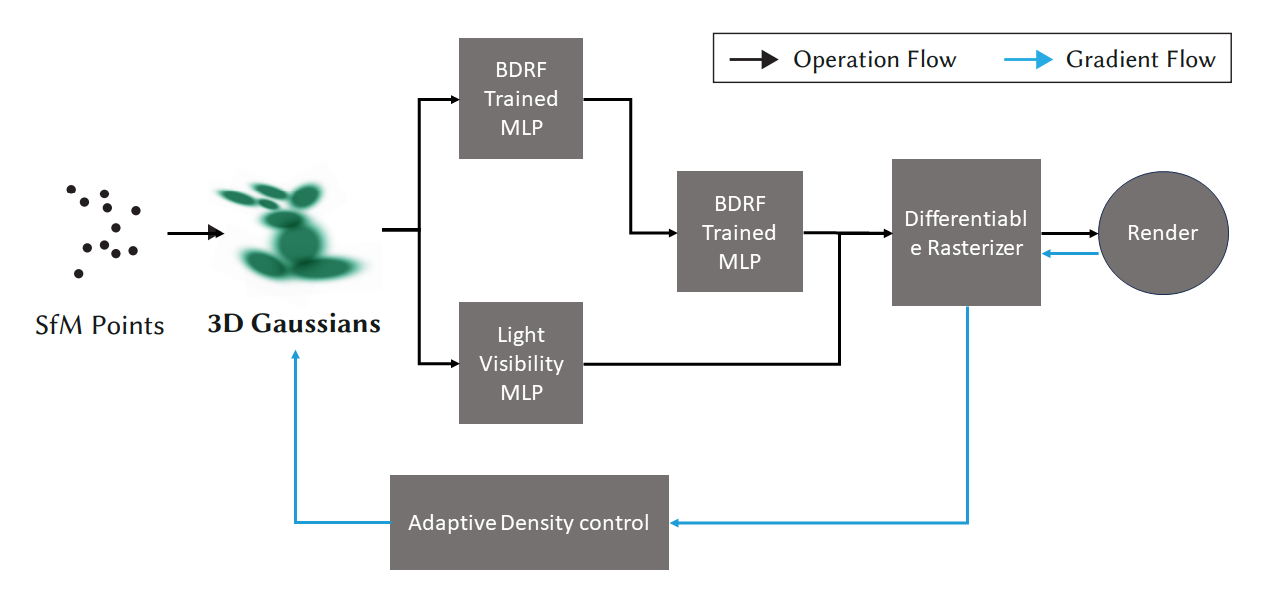 Operation Flow
Gradient Flow
BDRF
Trained
MLP
SfM Points
3D Gaussians
BDRF
Trained
MLP
Light
Visibility
MLP
Differentiabl
e Rasterizer
Render
Adaptive Density control